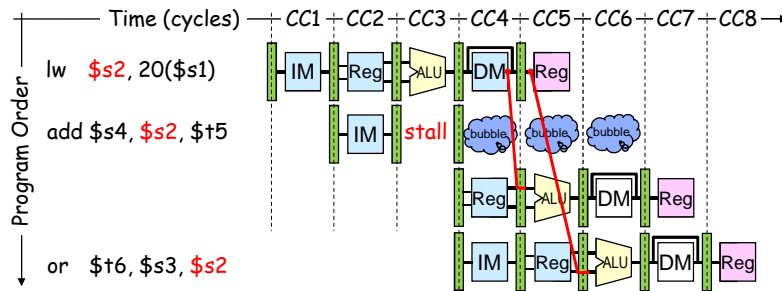 Time (cycles) CC1 CC2 CC3 CC4 CC5 CC6 CC7 CC8
Program Order
lw $s2, 20($s1) IM Reg ALU DM Reg
add $s4, $s2, $t5 IM stall bubble bubble bubble
Reg ALU DM Reg
or $t6, $s3, $s2 IM Reg ALU DM Reg